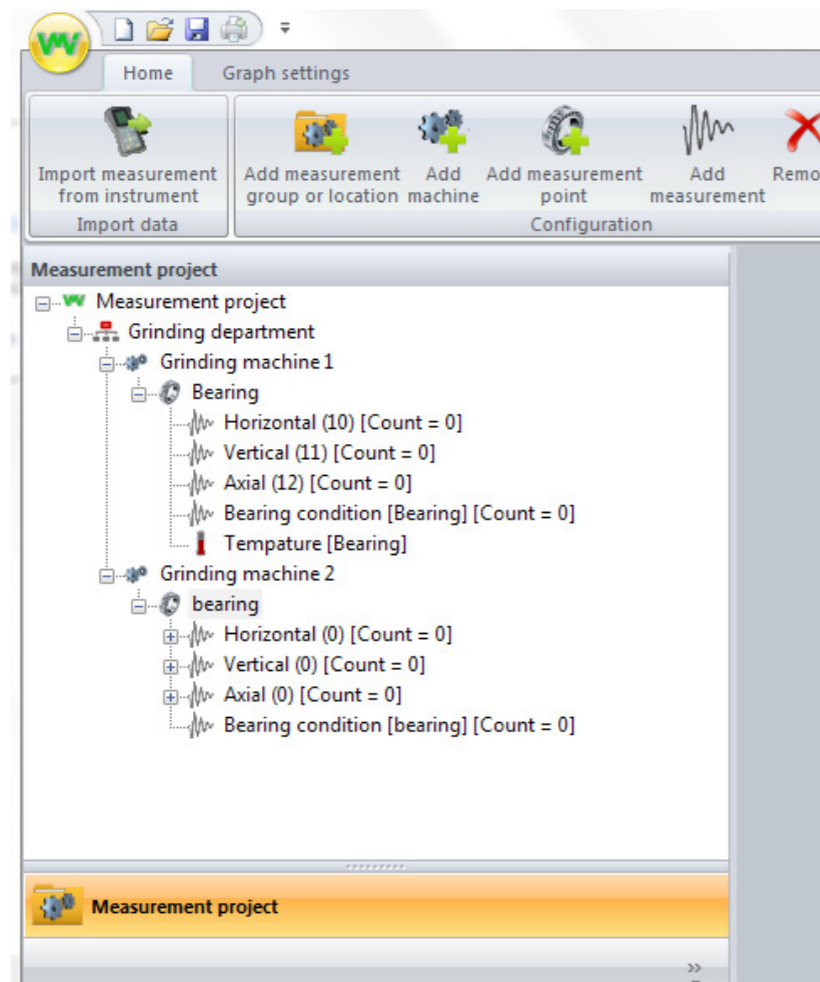 Home Graph settings
Import measurement from instrument
Add measurement group or location
Add machine
Add measurement point
Add measurement
Import data
Configuration
Measurement project
Measurement project
Grinding department
Grinding machine 1
Bearing
Horizontal (10) [Count = 0]
Vertical (11) [Count = 0]
Axial (12) [Count = 0]
Bearing condition [Bearing] [Count = 0]
Tempature [Bearing]
Grinding machine 2
bearing
Horizontal (0) [Count = 0]
Vertical (0) [Count = 0]
Axial (0) [Count = 0]
Bearing condition [bearing] [Count = 0]
Measurement project